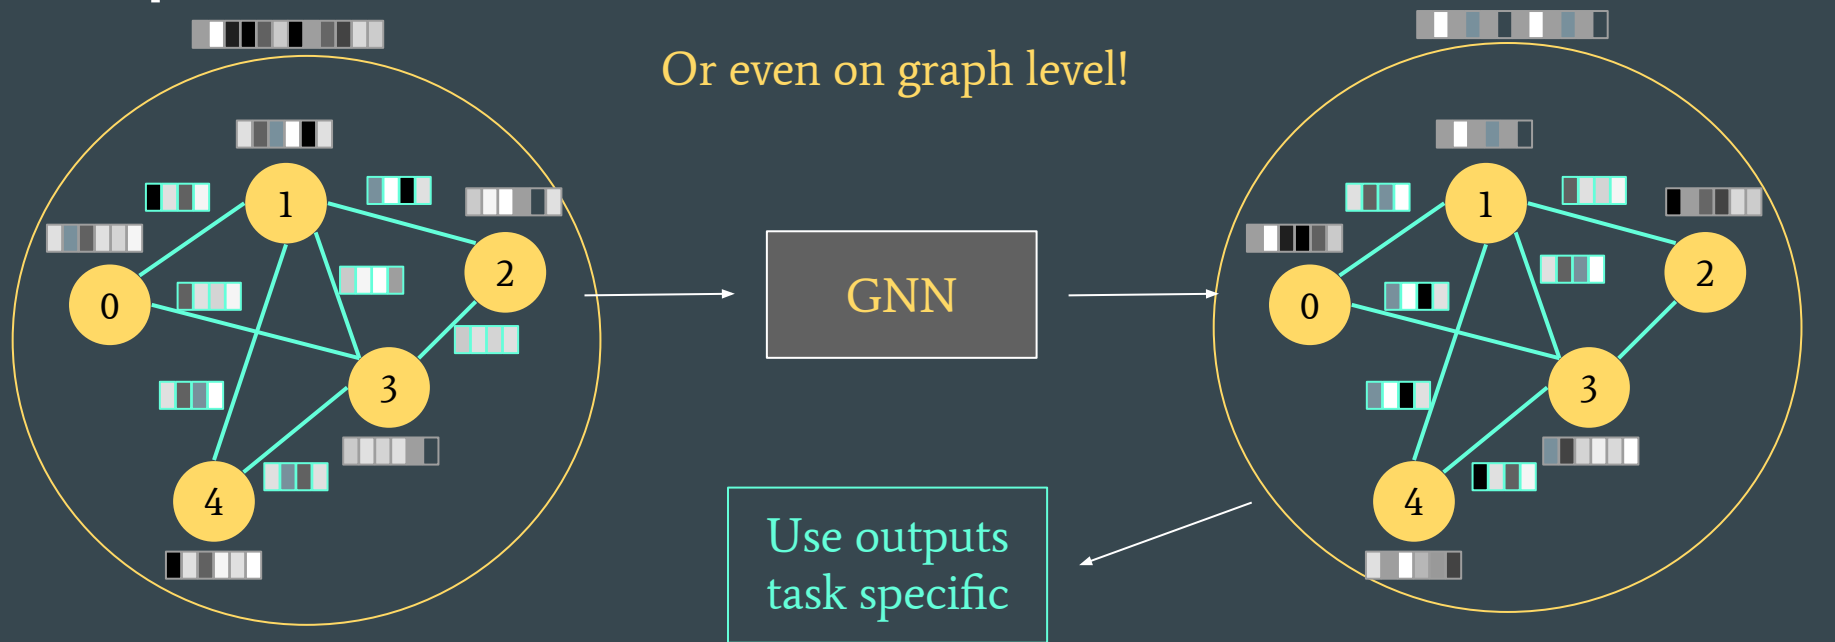 Or even on graph level!
1
2
0
3
4
GNN
1
2
0
3
4
Use outputs
task specific